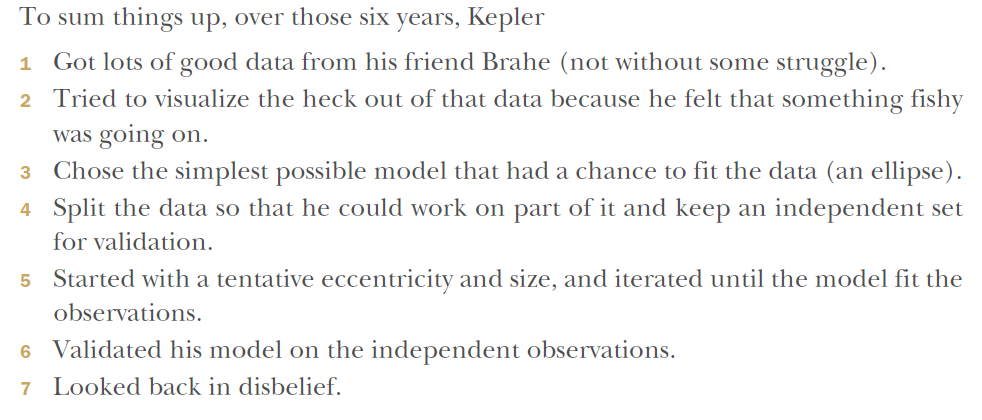 To sum things up, over those six years, Kepler
1 Got lots of good data from his friend Brahe (not without some struggle).
2 Tried to visualize the heck out of that data because he felt that something fishy
was going on.
3 Chose the simplest possible model that had a chance to fit the data (an ellipse).
4 Split the data so that he could work on part of it and keep an independent set
for validation.
5 Started with a tentative eccentricity and size, and iterated until the model fit the
observations.
6 Validated his model on the independent observations.
7 Looked back in disbelief.